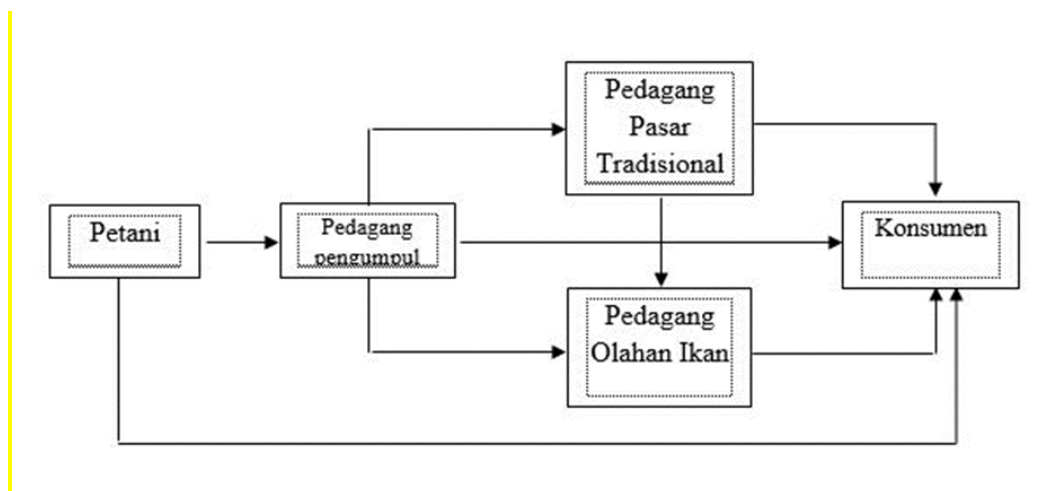 Pedagang
Pasar
Tradisional
Petani
Pedagang
pengumpul
Konsumen
Pedagang
Olahan Ikan